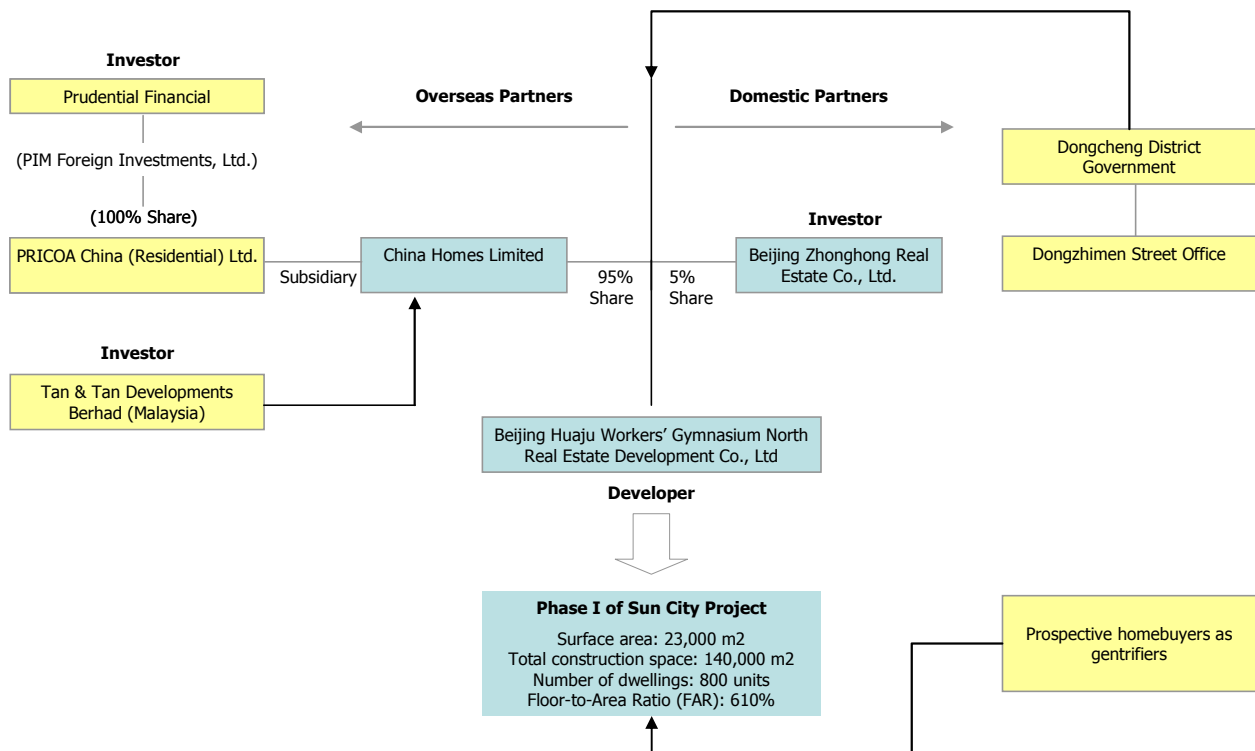 Investor
Prudential Financial
(PIM Foreign Investments, Ltd.)
(100% Share)
PRICOA China (Residential) Ltd.
Subsidiary
China Homes Limited
Overseas Partners
Domestic Partners
95%
Share
5%
Share
Investor
Beijing Zhonghong Real
Estate Co., Ltd.
Dongcheng District
Government
Dongzhimen Street Office
Investor
Tan & Tan Developments
Berhad (Malaysia)
Beijing Huaju Workers’ Gymnasium North
Real Estate Development Co., Ltd
Developer
Phase I of Sun City Project
Surface area: 23,000 m2
Total construction space: 140,000 m2
Number of dwellings: 800 units
Floor-to-Area Ratio (FAR): 610%
Prospective homebuyers as
gentrifiers